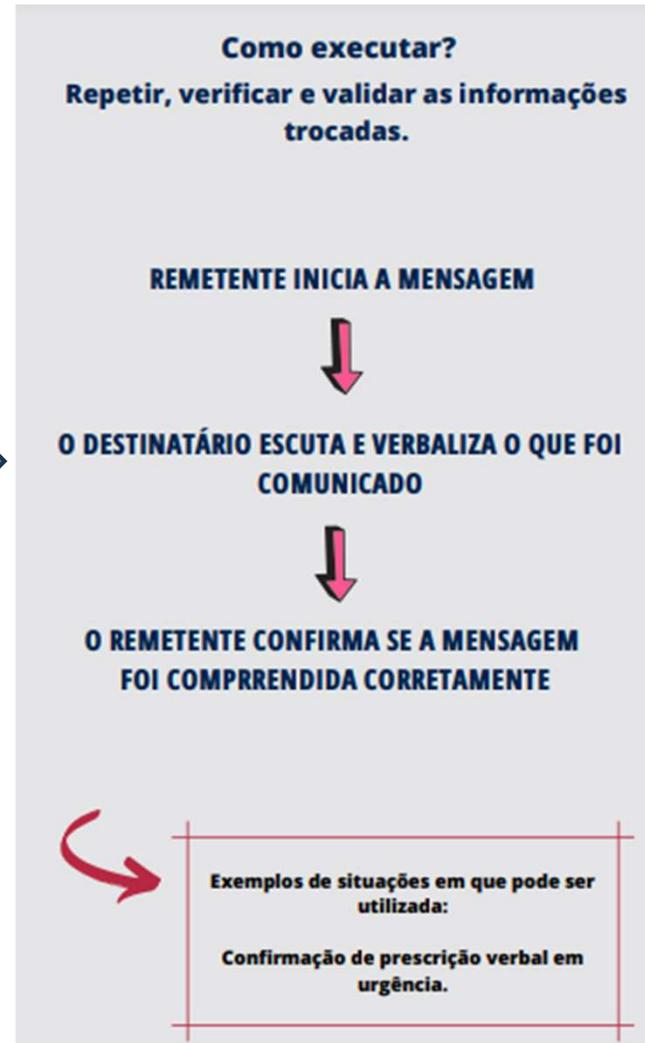 Como executar?
Repetir, verificar e validar as informações
trocadas.
REMETENTE INICIA A MENSAGEM
O DESTINATÁRIO ESCUTA E VERBALIZA O QUE FOI
COMUNICADO
O REMETENTE CONFIRMA SE A MENSAGEM
FOI COMPRRENDIDA CORRETAMENTE
Exemplos de situações em que pode ser
utilizada:
Confirmação de prescrição verbal em
urgência.